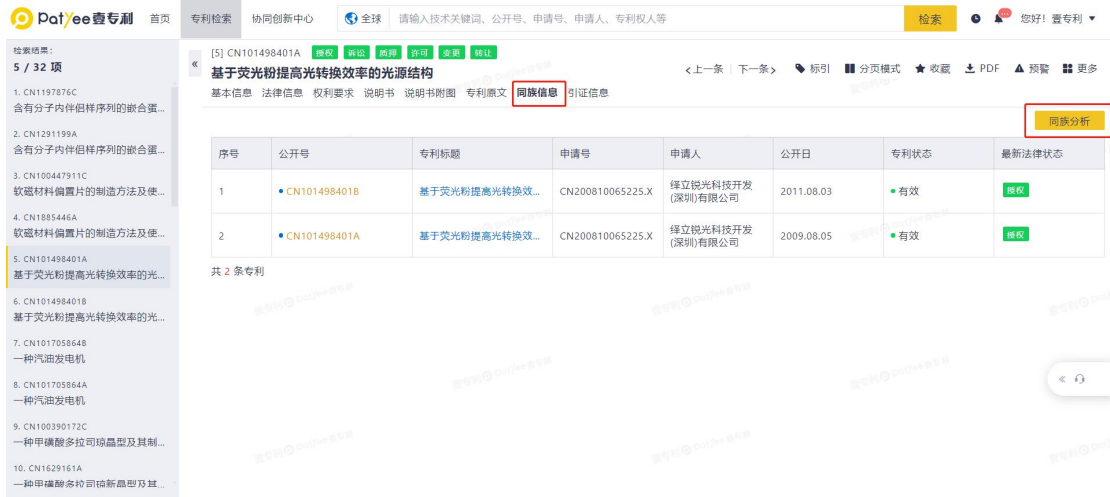 Patyee壹专利 首页 专利检索 协同创新中心 全球 请输入技术关键词、公开号、申请号、申请人、专利权人等 检索 您好！壹专利
检索结果：
5 / 32 项
1. CN1197876C
含有分子内伴侣样序列的嵌合蛋...
2. CN1291199A
含有分子内伴侣样序列的嵌合蛋...
3. CN100447911C
软磁材料偏置片的制造方法及使...
4. CN1885446A
软磁材料偏置片的制造方法及使...
5. CN101498401A
基于荧光粉提高光转换效率的光...
6. CN101498401B
基于荧光粉提高光转换效率的光...
7. CN101705864B
一种汽油发电机
8. CN101705864A
一种汽油发电机
9. CN100390172C
一种甲磺酸多拉司琼晶型及其制...
10. CN1629161A
一种甲磺酸多拉司琼新晶型及其...
« [5] CN101498401A 授权 诉讼 质押 许可 变更 转让
基于荧光粉提高光转换效率的光源结构
<上一条 | 下一条> 标引 分页模式 收藏 PDF 预警 更多
基本信息 法律信息 权利要求 说明书 说明书附图 专利原文 同族信息 引证信息
同族分析
序号 公开号 专利标题 申请号 申请人 公开日 专利状态 最新法律状态
1 CN101498401B 基于荧光粉提高光转换效... CN200810065225.X 绎立锐光科技开发(深圳)有限公司 2011.08.03 有效 授权
2 CN101498401A 基于荧光粉提高光转换效... CN200810065225.X 绎立锐光科技开发(深圳)有限公司 2009.08.05 有效 授权
共 2 条专利